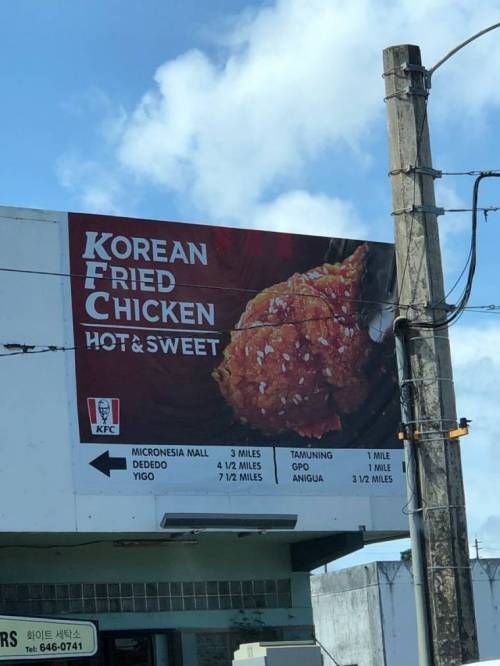 KOREAN
FRIED
CHICKEN
HOT & SWEET
KFC
MICRONESIA MALL 3 MILES
DEDEDO 4 1/2 MILES
YIGO 7 1/2 MILES
TAMUNING 1 MILE
GPO 1 MILE
ANIGUA 3 1/2 MILES
RS 화이트 세탁소
Tel: 646-0741